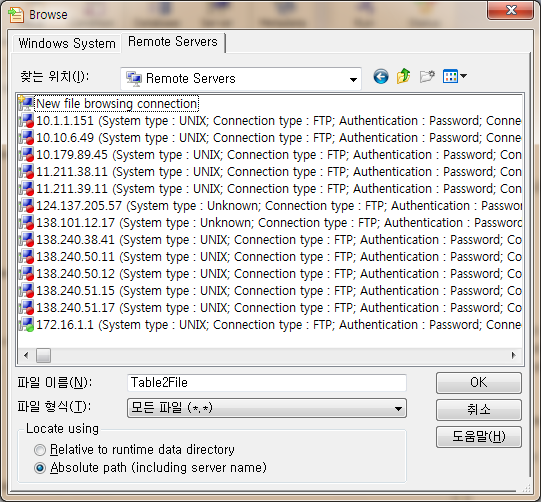 Browse
Windows System
Remote Servers
찾는 위치(I):
Remote Servers
New file browsing connection
10.1.1.151 (System type : UNIX; Connection type : FTP; Authentication : Password; Conne
10.10.6.49 (System type : UNIX; Connection type : FTP; Authentication : Password; Conne
10.179.89.45 (System type : UNIX; Connection type : FTP; Authentication : Password; Con
11.211.38.11 (System type : UNIX; Connection type : FTP; Authentication : Password; Con
11.211.39.11 (System type : UNIX; Connection type : FTP; Authentication : Password; Con
124.137.205.57 (System type : Unknown; Connection type : FTP; Authentication : Passwor
138.101.12.17 (System type : Unknown; Connection type : FTP; Authentication : Password
138.240.38.41 (System type : UNIX; Connection type : FTP; Authentication : Password; Co
138.240.50.11 (System type : UNIX; Connection type : FTP; Authentication : Password; Co
138.240.50.12 (System type : UNIX; Connection type : FTP; Authentication : Password; Co
138.240.51.15 (System type : UNIX; Connection type : FTP; Authentication : Password; Co
138.240.51.17 (System type : UNIX; Connection type : FTP; Authentication : Password; Co
172.16.1.1 (System type : UNIX; Connection type : FTP; Authentication : Password; Conne
파일 이름(N):
Table2File
OK
파일 형식(T):
모든 파일 (*.*)
취소
Locate using
도움말(H)
Relative to runtime data directory
Absolute path (including server name)